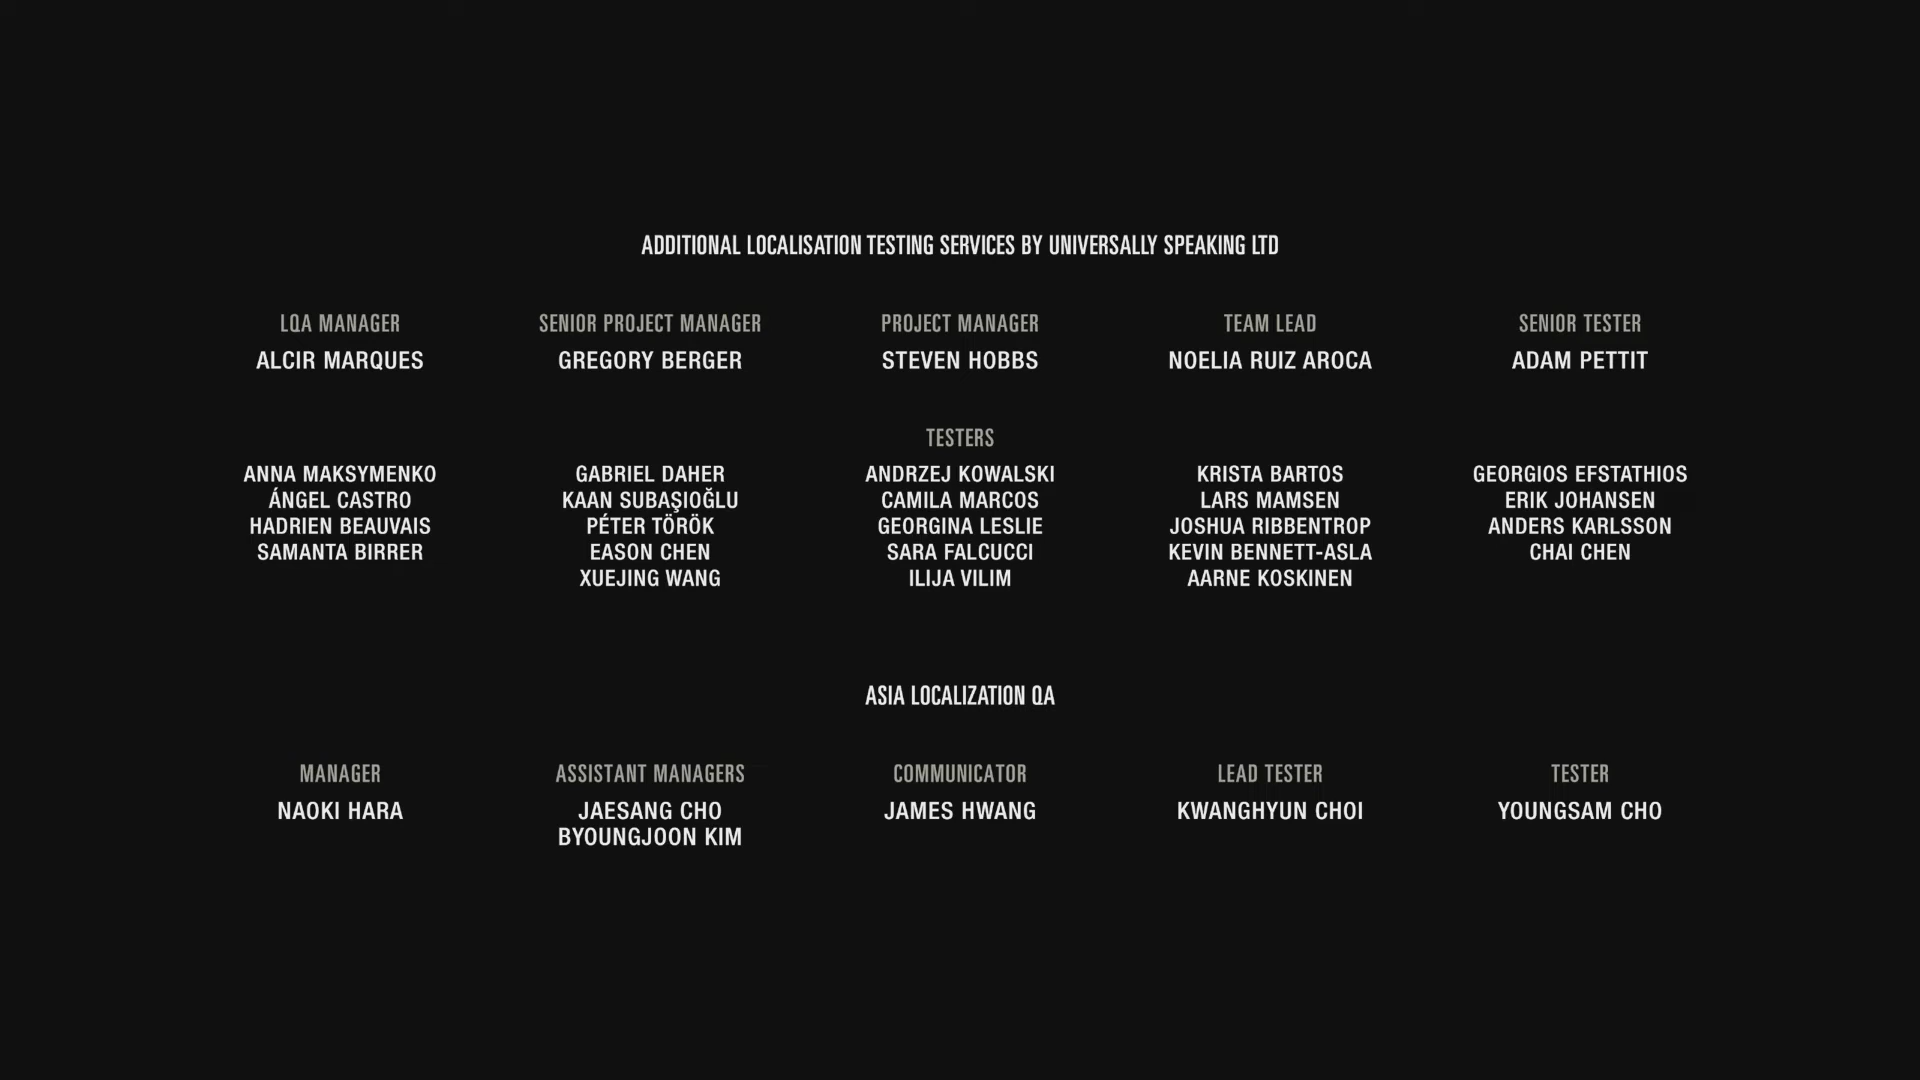 ADDITIONAL LOCALISATION TESTING SERVICES BY UNIVERSALLY SPEAKING LTD
LQA MANAGER
ALCIR MARQUES
SENIOR PROJECT MANAGER
GREGORY BERGER
PROJECT MANAGER
STEVEN HOBBS
TEAM LEAD
NOELIA RUIZ AROCA
SENIOR TESTER
ADAM PETTIT
TESTERS
ANNA MAKSYMENKO
ÁNGEL CASTRO
HADRIEN BEAUVAIS
SAMANTA BIRRER
GABRIEL DAHER
KAAN SUBAŞIOĞLU
PÉTER TÖRÖK
EASON CHEN
XUEJING WANG
ANDRZEJ KOWALSKI
CAMILA MARCOS
GEORGINA LESLIE
SARA FALCUCCI
ILIJA VILIM
KRISTA BARTOS
LARS MAMSEN
JOSHUA RIBBENTROP
KEVIN BENNETT-ASLA
AARNE KOSKINEN
GEORGIOS EFSTATHIOS
ERIK JOHANSEN
ANDERS KARLSSON
CHAI CHEN
ASIA LOCALIZATION QA
MANAGER
NAOKI HARA
ASSISTANT MANAGERS
JAESANG CHO
BYOUNGJOON KIM
COMMUNICATOR
JAMES HWANG
LEAD TESTER
KWANGHYUN CHOI
TESTER
YOUNGSAM CHO